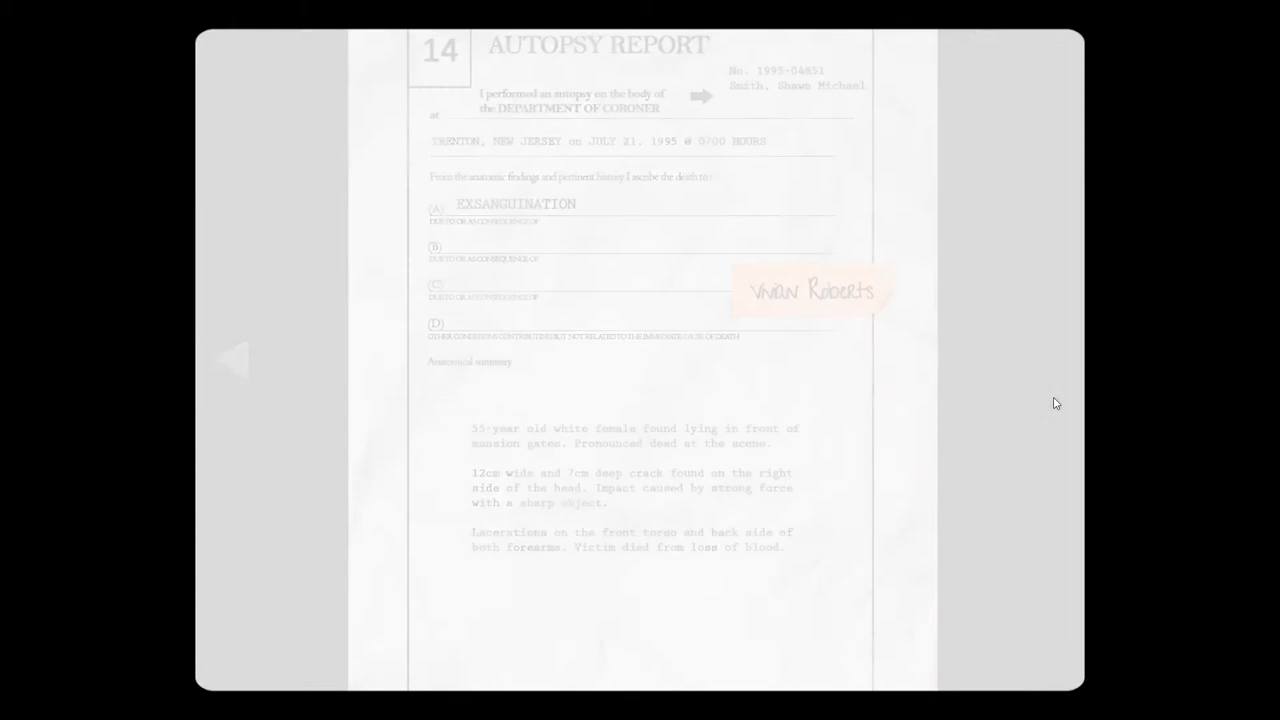 14
AUTOPSY REPORT
No. 1995-04851
Smith, Shawn Michael
I performed an autopsy on the body of
the DEPARTMENT OF CORONER
at
TRENTON, NEW JERSEY on JULY 21, 1995 @ 0700 HOURS
From the anatomic findings and pertinent history I ascribe the death to:
(A) EXSANGUINATION
DUE TO OR AS CONSEQUENCE OF
(B)
DUE TO OR AS CONSEQUENCE OF
(C)
Vivian Roberts
DUE TO OR AS CONSEQUENCE OF
(D)
OTHER CONDITIONS CONTRIBUTING BUT NOT RELATED TO THE IMMEDIATE CAUSE OF DEATH
Anatomical summary
55-year old white female found lying in front of
mansion gates. Pronounced dead at the scene.
12cm wide and 7cm deep crack found on the right
side of the head. Impact caused by strong force
with a sharp object.
Lacerations on the front torso and back side of
both forearms. Victim died from loss of blood.